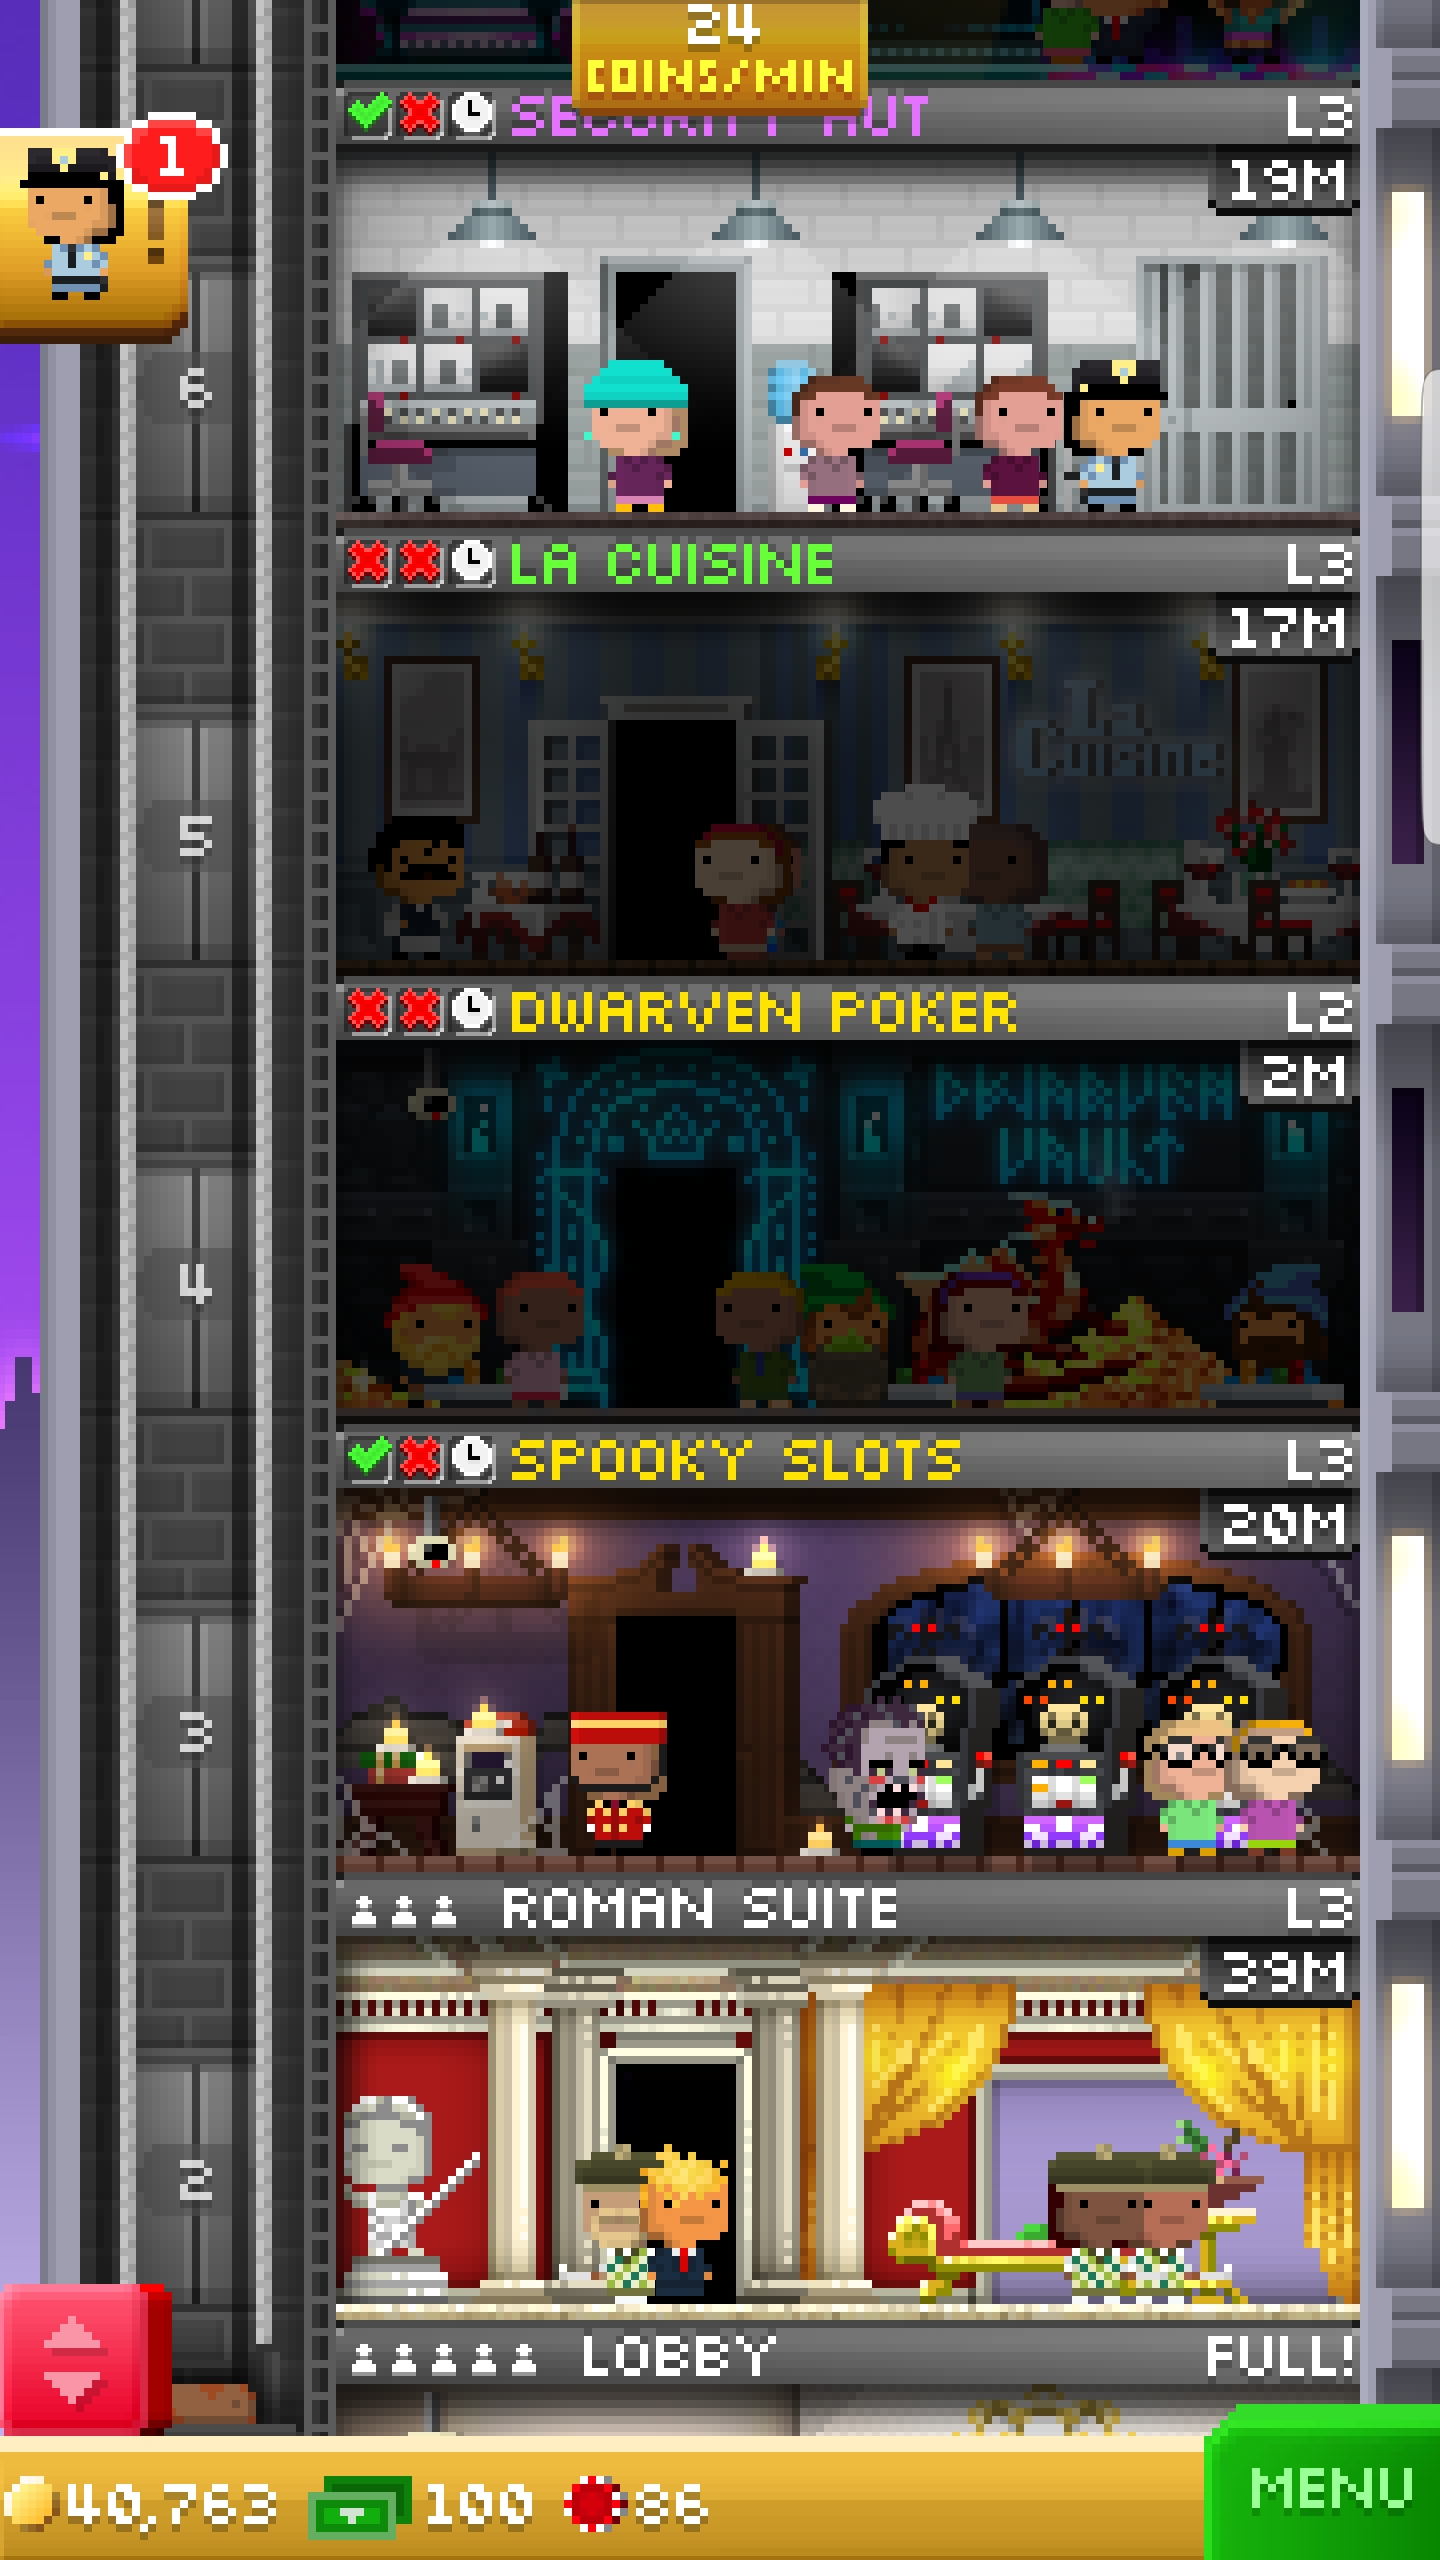 24
COINS/MIN
SECURITY HUT L3
1
19M
6
LA CUISINE L3
17M
La
Cuisine
5
DWARVEN POKER L2
2M
DWARVEN
VAULT
4
SPOOKY SLOTS L3
20M
3
ROMAN SUITE L3
39M
2
LOBBY FULL!
40,763 100 86
MENU